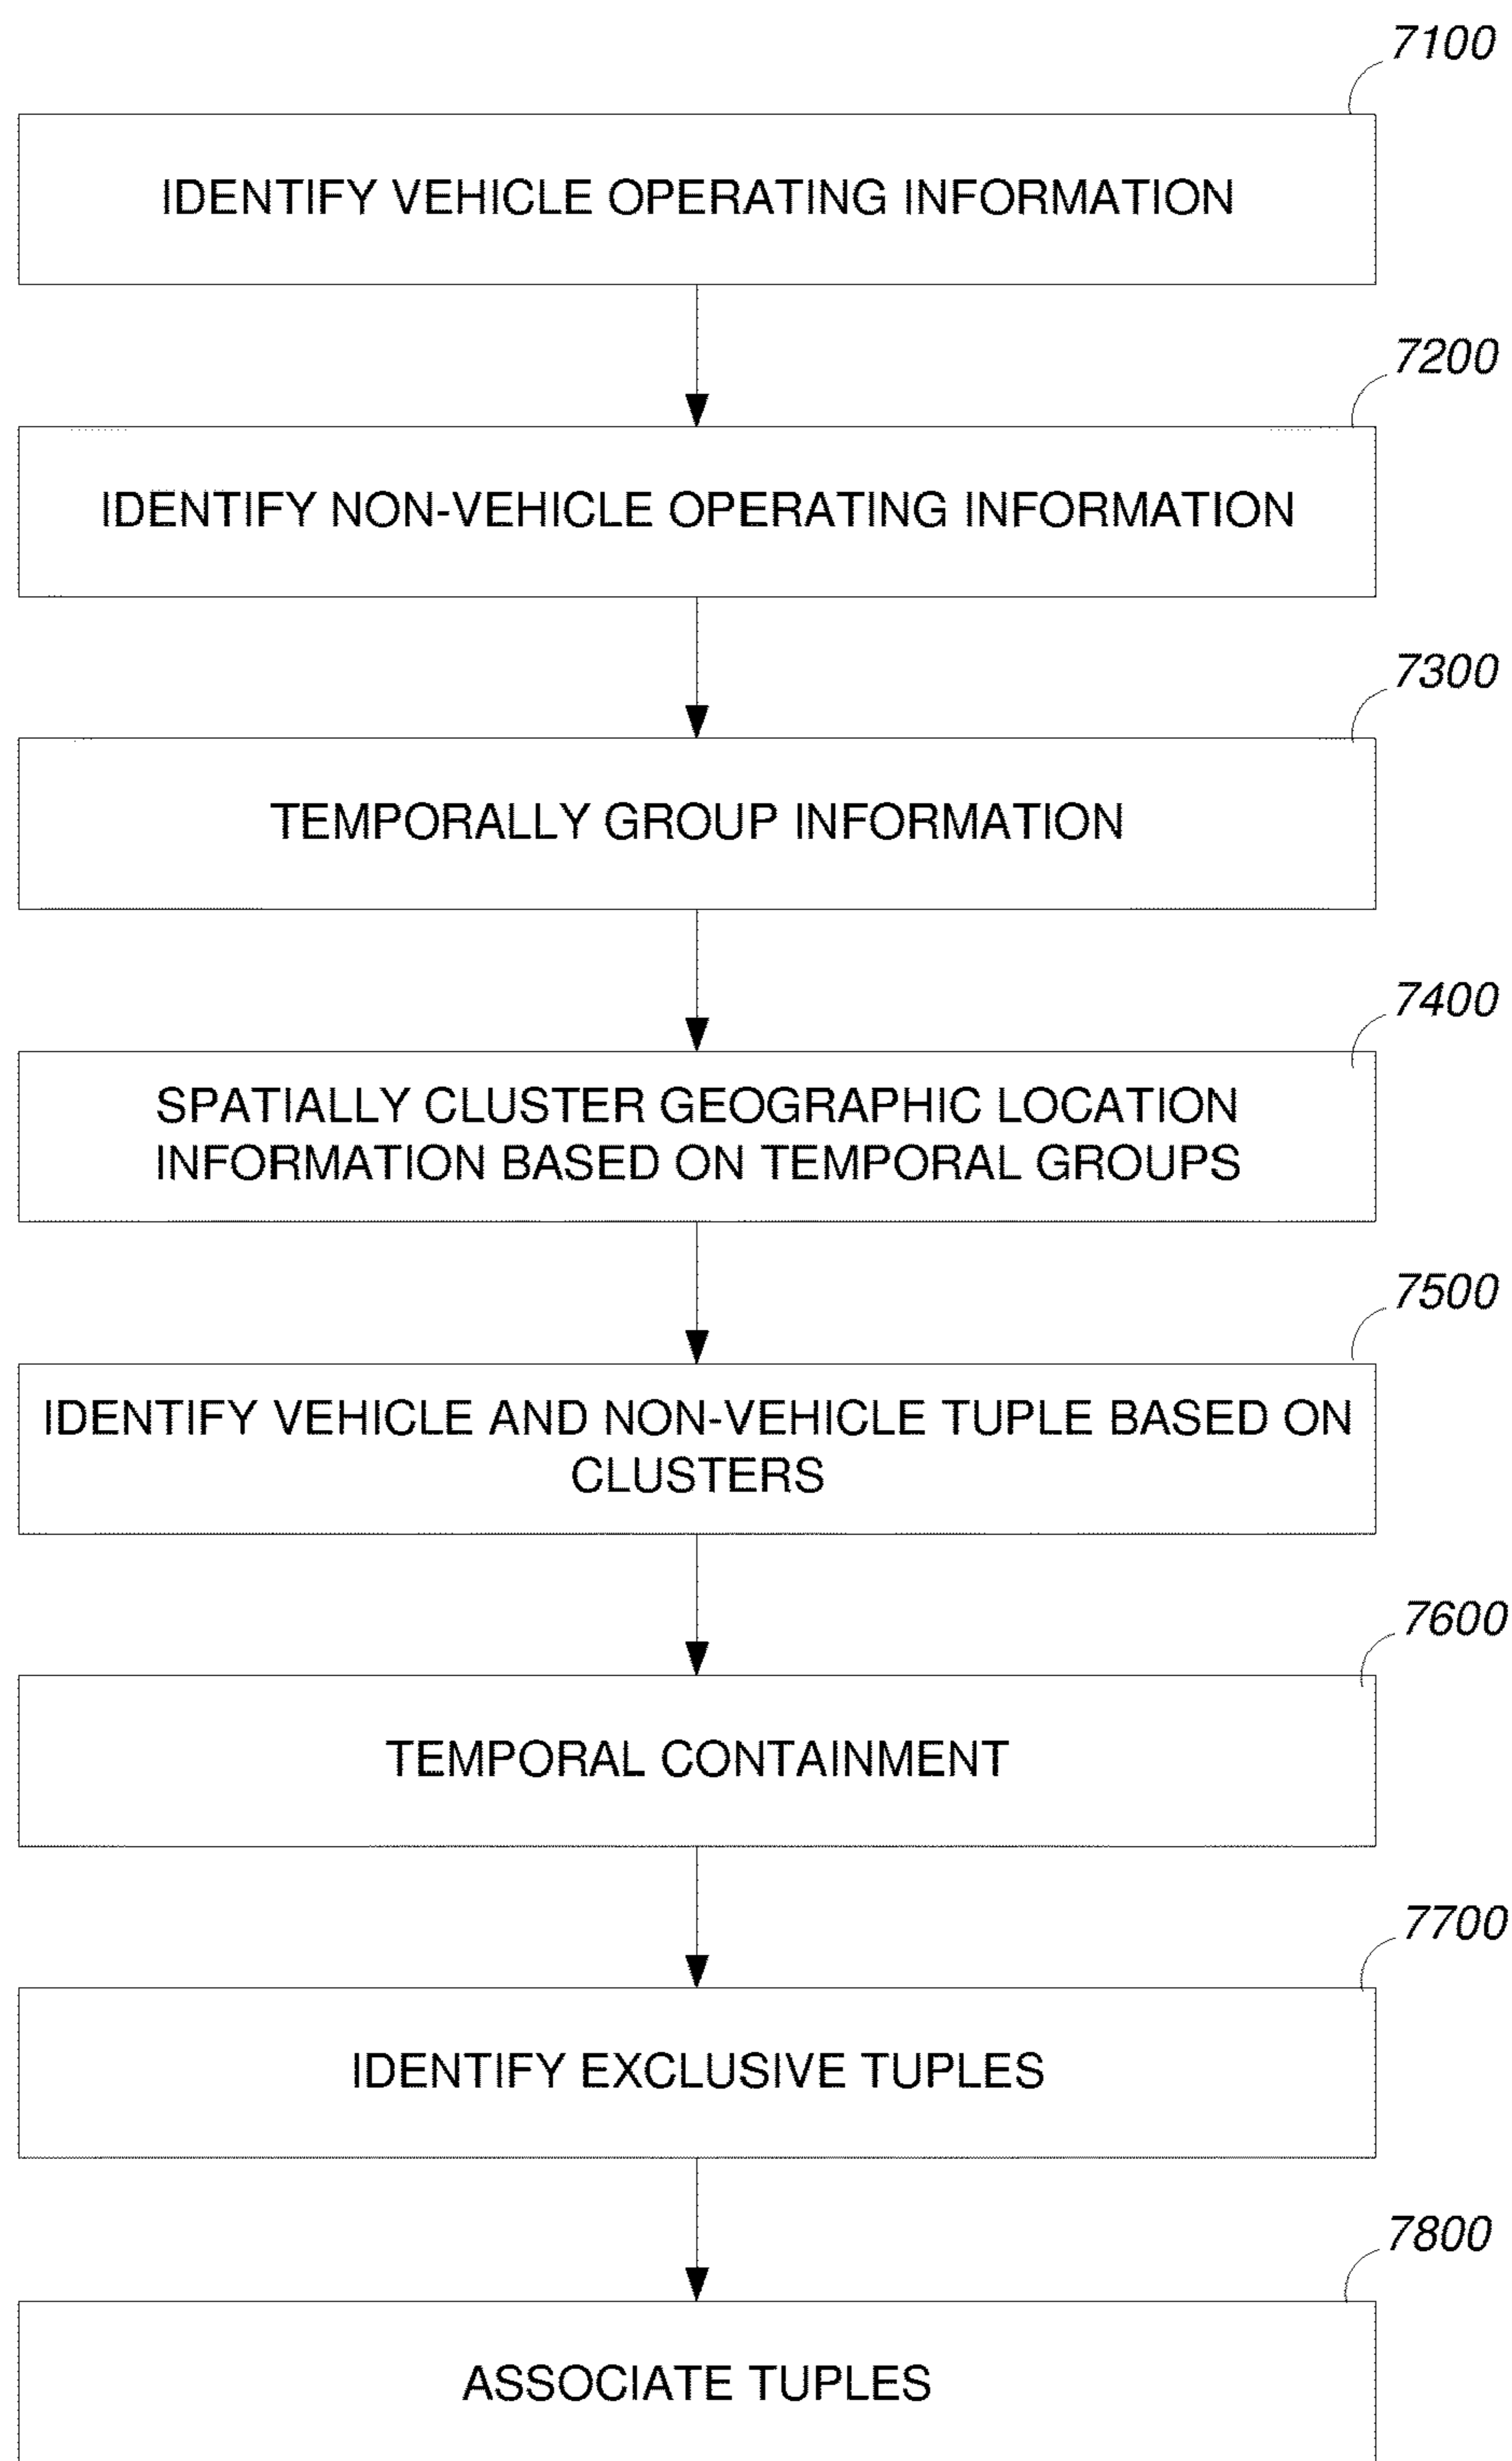 7100
IDENTIFY VEHICLE OPERATING INFORMATION
7200
IDENTIFY NON-VEHICLE OPERATING INFORMATION
7300
TEMPORALLY GROUP INFORMATION
7400
SPATIALLY CLUSTER GEOGRAPHIC LOCATION
INFORMATION BASED ON TEMPORAL GROUPS
7500
IDENTIFY VEHICLE AND NON-VEHICLE TUPLE BASED ON
CLUSTERS
7600
TEMPORAL CONTAINMENT
7700
IDENTIFY EXCLUSIVE TUPLES
7800
ASSOCIATE TUPLES